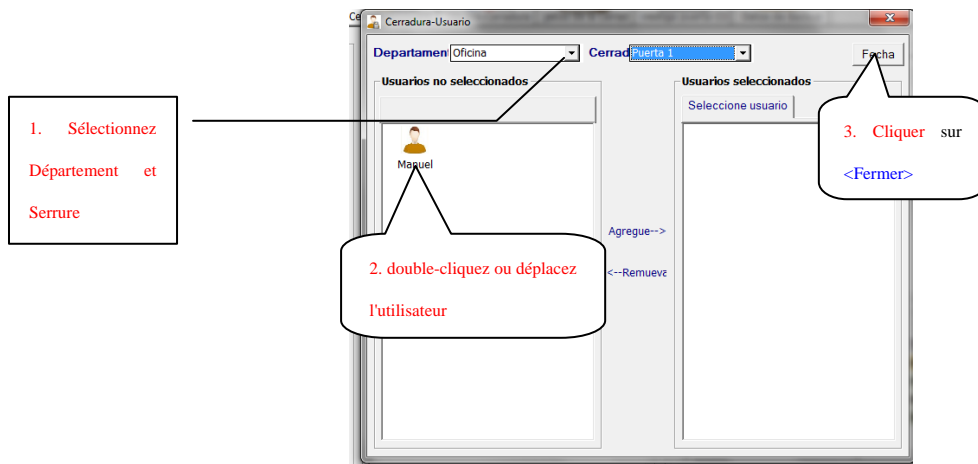 Ce
Cerradura-Usuario
Departamen Oficina Cerrad Puerta 1 Fecha
Usuarios no seleccionados
Usuarios seleccionados
Seleccione usuario
Manuel
Agregue-->
<--Remueva
1. Sélectionnez
Département et
Serrure
2. double-cliquez ou déplacez
l'utilisateur
3. Cliquer sur
<Fermer>